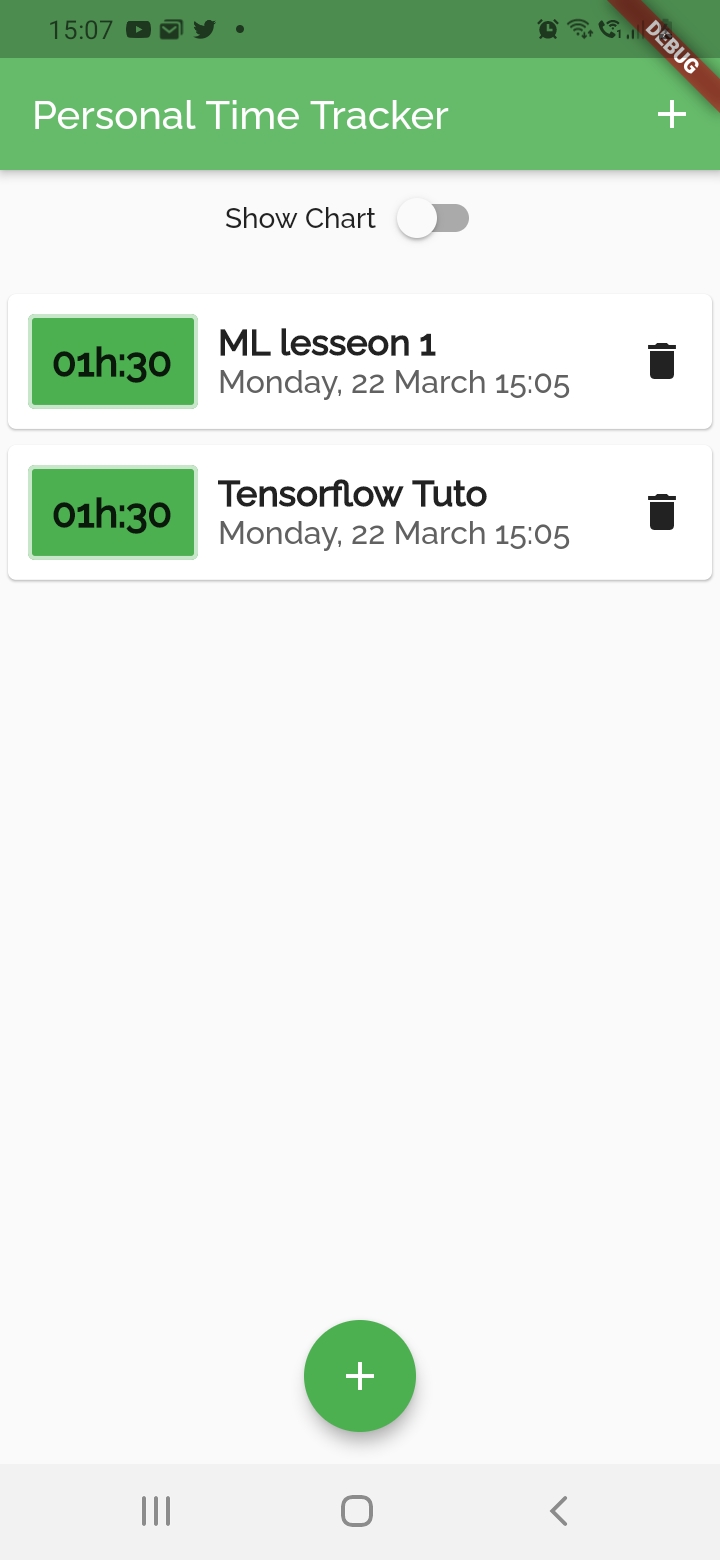 15:07
DEBUG
Personal Time Tracker
Show Chart
01h:30
ML lesseon 1
Monday, 22 March 15:05
01h:30
Tensorflow Tuto
Monday, 22 March 15:05